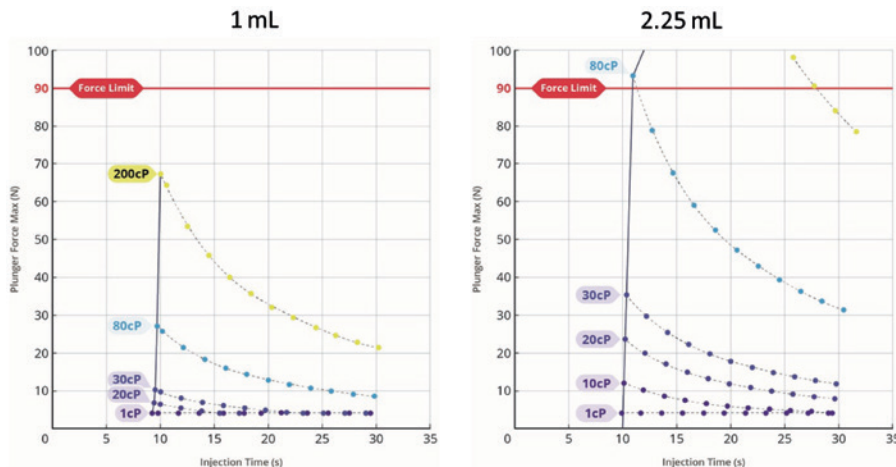 1 mL
100
90
Force Limit
80
70
200cP
60
50
40
30
80cP
20
30cP
10
20cP
1cP
0
0 5 10 15 20 25 30 35
Plunger Force Max (N)
Injection Time (s)
2.25 mL
100
80cP
90
Force Limit
80
70
60
50
40
30cP
30
20cP
20
10cP
10
1cP
0
0 5 10 15 20 25 30 35
Plunger Force Max (N)
Injection Time (s)